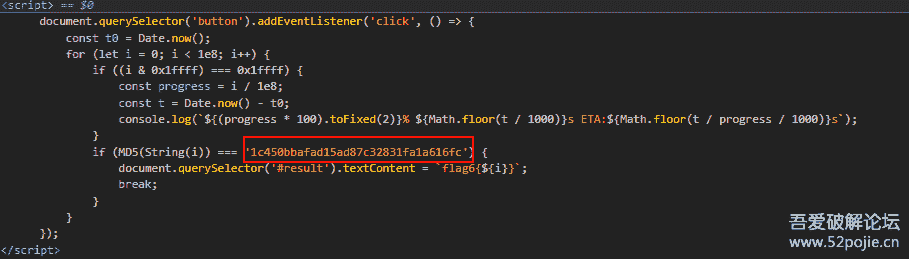 <script> == $0
document.querySelector('button').addEventListener('click', () => {
const t0 = Date.now();
for (let i = 0; i < 1e8; i++) {
if ((i & 0x1ffff) === 0x1ffff) {
const progress = i / 1e8;
const t = Date.now() - t0;
console.log(`${(progress * 100).toFixed(2)}% ${Math.floor(t / 1000)}s ETA:${Math.floor(t / progress / 1000)}s`);
}
if (MD5(String(i)) === '1c450bbafad15ad87c32831fa1a616fc') {
document.querySelector('#result').textContent = `flag6{${i}}`;
break;
}
}
});
</script>
吾爱破解论坛
www.52pojie.cn